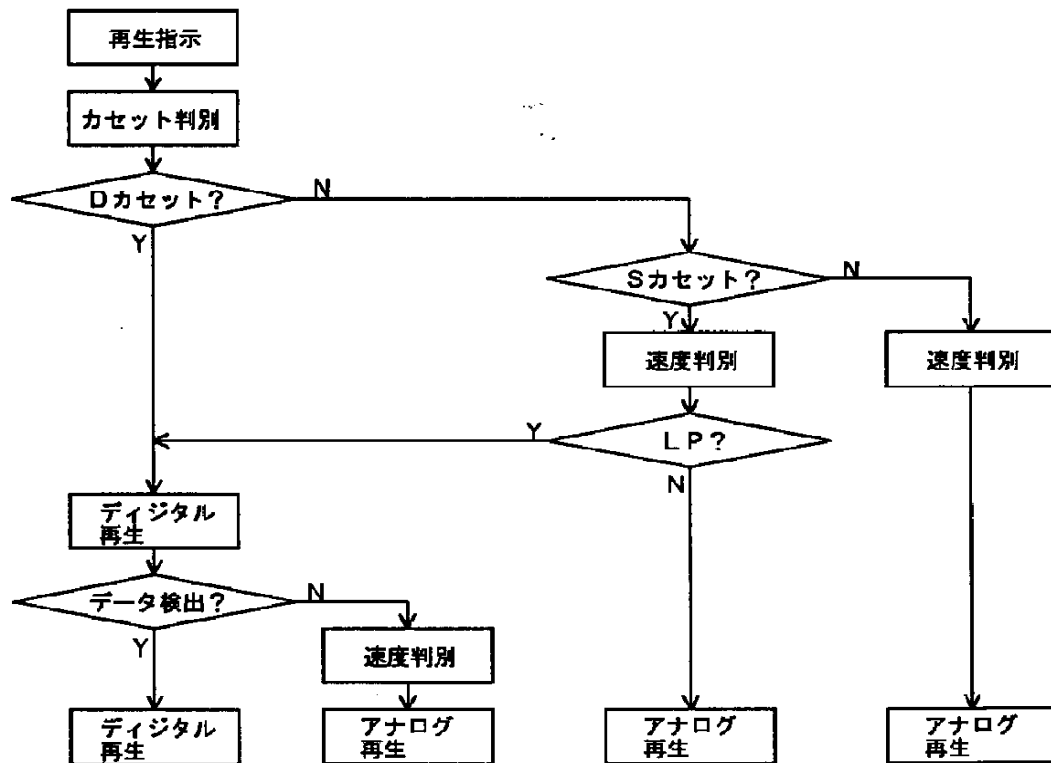 再生指示
カセット判別
Dカセット？
N
Y
Sカセット？
N
Y
速度判別
速度判別
LP？
Y
N
ディジタル
再生
データ検出？
N
Y
速度判別
ディジタル
再生
アナログ
再生
アナログ
再生
アナログ
再生